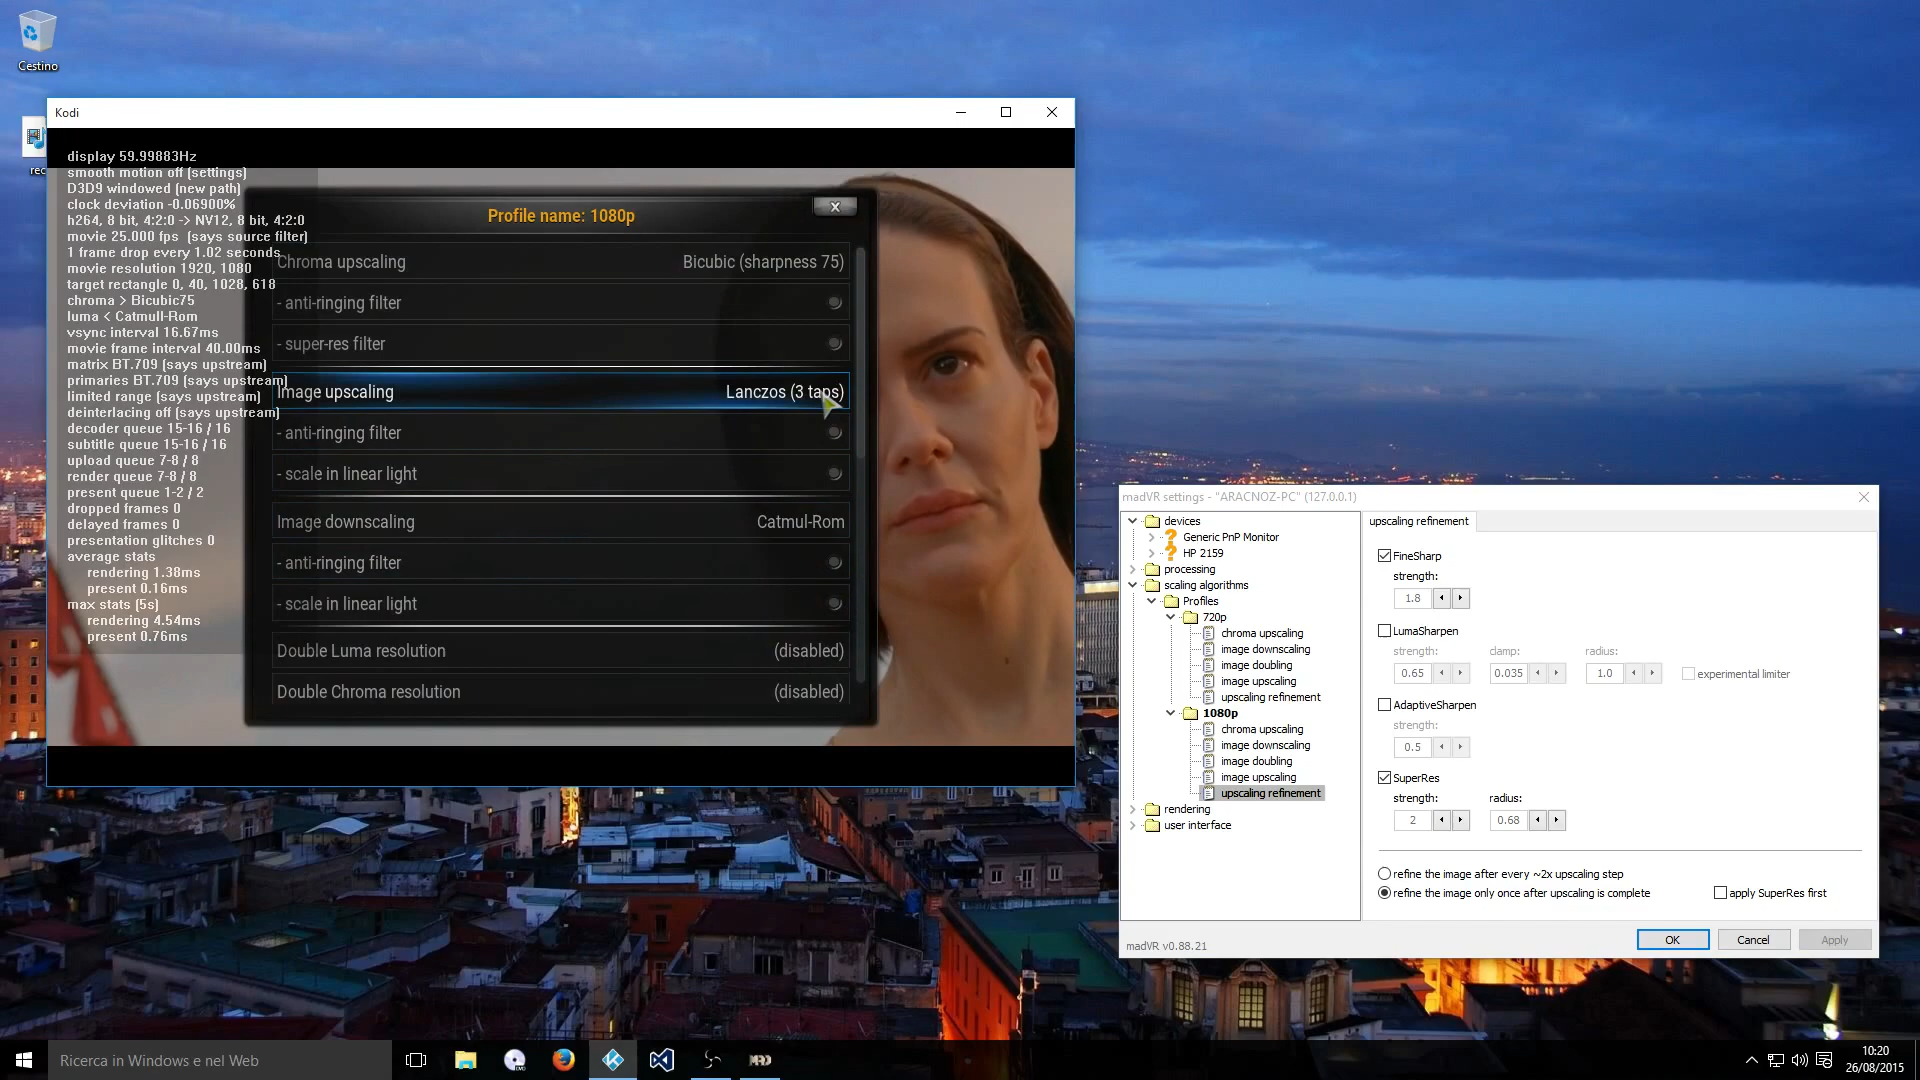 Cestino
rec
Kodi
display 59.99883Hz
smooth motion off (settings)
D3D9 windowed (new path)
clock deviation -0.06900%
h264, 8 bit, 4:2:0 -> NV12, 8 bit, 4:2:0
movie 25.000 fps (says source filter)
1 frame drop every 1.02 seconds
movie resolution 1920, 1080
target rectangle 0, 40, 1028, 618
chroma > Bicubic75
luma < Catmull-Rom
vsync interval 16.67ms
movie frame interval 40.00ms
matrix BT.709 (says upstream)
primaries BT.709 (says upstream)
limited range (says upstream)
deinterlacing off (says upstream)
decoder queue 15-16 / 16
subtitle queue 15-16 / 16
upload queue 7-8 / 8
render queue 7-8 / 8
present queue 1-2 / 2
dropped frames 0
delayed frames 0
presentation glitches 0
average stats
rendering 1.38ms
present 0.16ms
max stats (5s)
rendering 4.54ms
present 0.76ms
Profile name: 1080p
x
Chroma upscaling Bicubic (sharpness 75)
- anti-ringing filter
- super-res filter
Image upscaling Lanczos (3 taps)
- anti-ringing filter
- scale in linear light
Image downscaling Catmul-Rom
- anti-ringing filter
- scale in linear light
Double Luma resolution (disabled)
Double Chroma resolution (disabled)
madVR settings - "ARACNOZ-PC" (127.0.0.1)
devices
Generic PnP Monitor
HP 2159
processing
scaling algorithms
Profiles
720p
chroma upscaling
image downscaling
image doubling
image upscaling
upscaling refinement
1080p
chroma upscaling
image downscaling
image doubling
image upscaling
upscaling refinement
rendering
user interface
upscaling refinement
FineSharp
strength:
1.8
LumaSharpen
strength: clamp: radius:
0.65 0.035 1.0 experimental limiter
AdaptiveSharpen
strength:
0.5
SuperRes
strength: radius:
2 0.68
refine the image after every ~2x upscaling step
refine the image only once after upscaling is complete apply SuperRes first
madVR v0.88.21
OK Cancel Apply
Ricerca in Windows e nel Web
10:20
26/08/2015